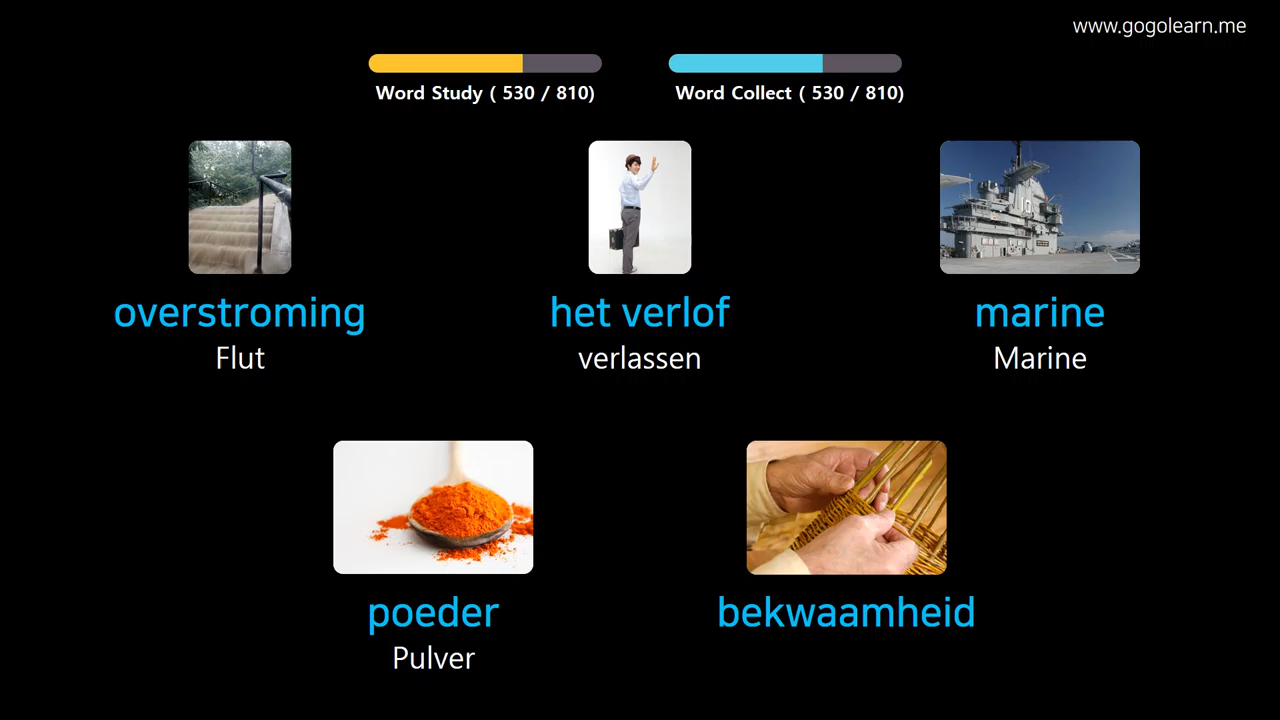 www.gogolearn.me
Word Study ( 530 / 810)
Word Collect ( 530 / 810)
overstroming
Flut
het verlof
verlassen
marine
Marine
poeder
Pulver
bekwaamheid